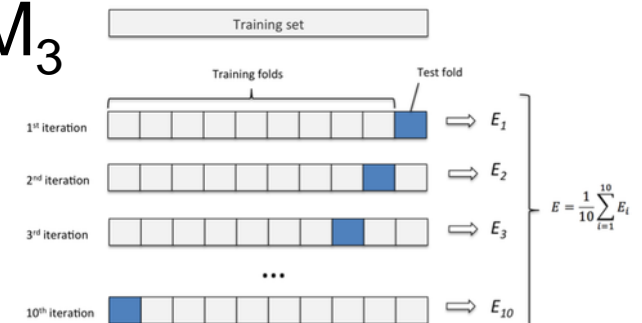 Training set
M₃
Training folds
Test fold
1st iteration
E₁
2nd iteration
E₂
E = 1/10 ∑ i=1 10 Eᵢ
3rd iteration
E₃
...
10th iteration
E₁₀